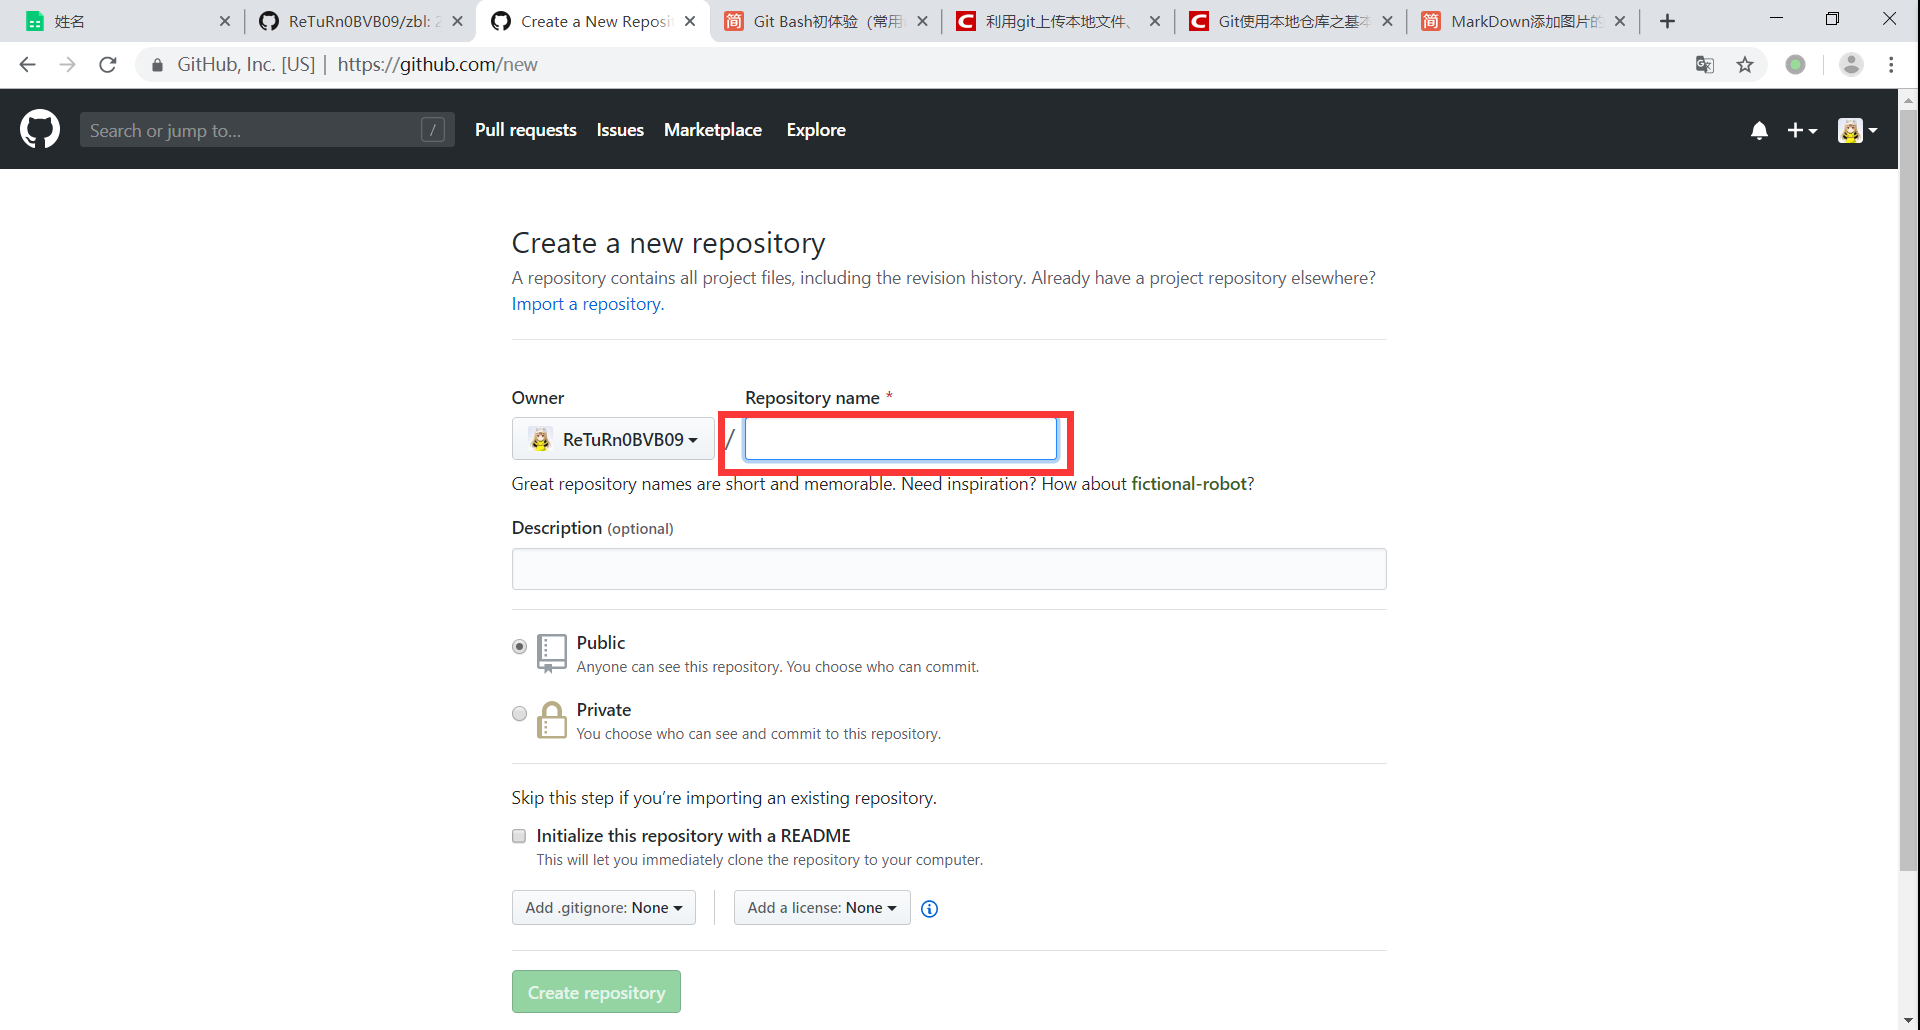 姓名
ReTuRn0BVB09/zbl: 2
Create a New Reposi
Git Bash初体验（常用
利用git上传本地文件、
Git使用本地仓库之基本
MarkDown添加图片的
GitHub, Inc. [US] | https://github.com/new
Search or jump to... /
Pull requests Issues Marketplace Explore
Create a new repository
A repository contains all project files, including the revision history. Already have a project repository elsewhere?
Import a repository.
Owner
Repository name *
ReTuRn0BVB09 /
Great repository names are short and memorable. Need inspiration? How about fictional-robot?
Description (optional)
Public
Anyone can see this repository. You choose who can commit.
Private
You choose who can see and commit to this repository.
Skip this step if you’re importing an existing repository.
Initialize this repository with a README
This will let you immediately clone the repository to your computer.
Add .gitignore: None
Add a license: None
Create repository